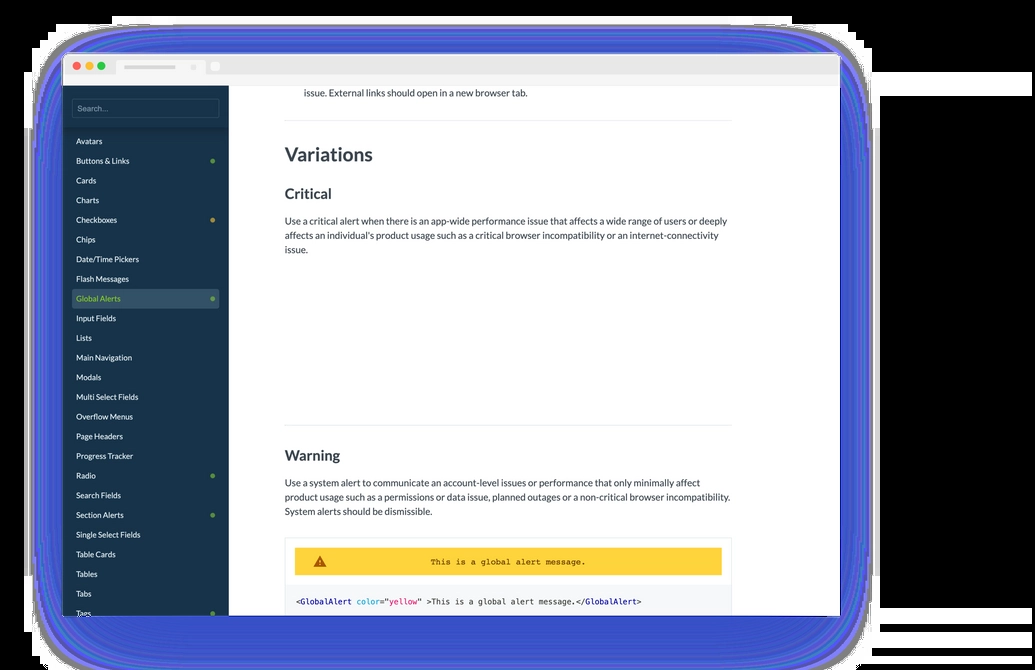 Search...
Avatars
Buttons & Links
Cards
Charts
Checkboxes
Chips
Date/Time Pickers
Flash Messages
Global Alerts
Input Fields
Lists
Main Navigation
Modals
Multi Select Fields
Overflow Menus
Page Headers
Progress Tracker
Radio
Search Fields
Section Alerts
Single Select Fields
Table Cards
Tables
Tabs
Tags
issue. External links should open in a new browser tab.
Variations
Critical
Use a critical alert when there is an app-wide performance issue that affects a wide range of users or deeply
affects an individual's product usage such as a critical browser incompatibility or an internet-connectivity
issue.
Warning
Use a system alert to communicate an account-level issues or performance that only minimally affect
product usage such as a permissions or data issue, planned outages or a non-critical browser incompatibility.
System alerts should be dismissible.
This is a global alert message.
<GlobalAlert color="yellow" >This is a global alert message.</GlobalAlert>